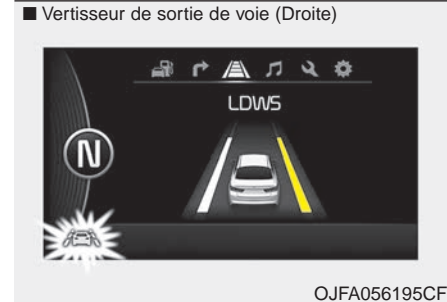 ■ Vertisseur de sortie de voie (Droite)
LDWS
N
OJFA056195CF